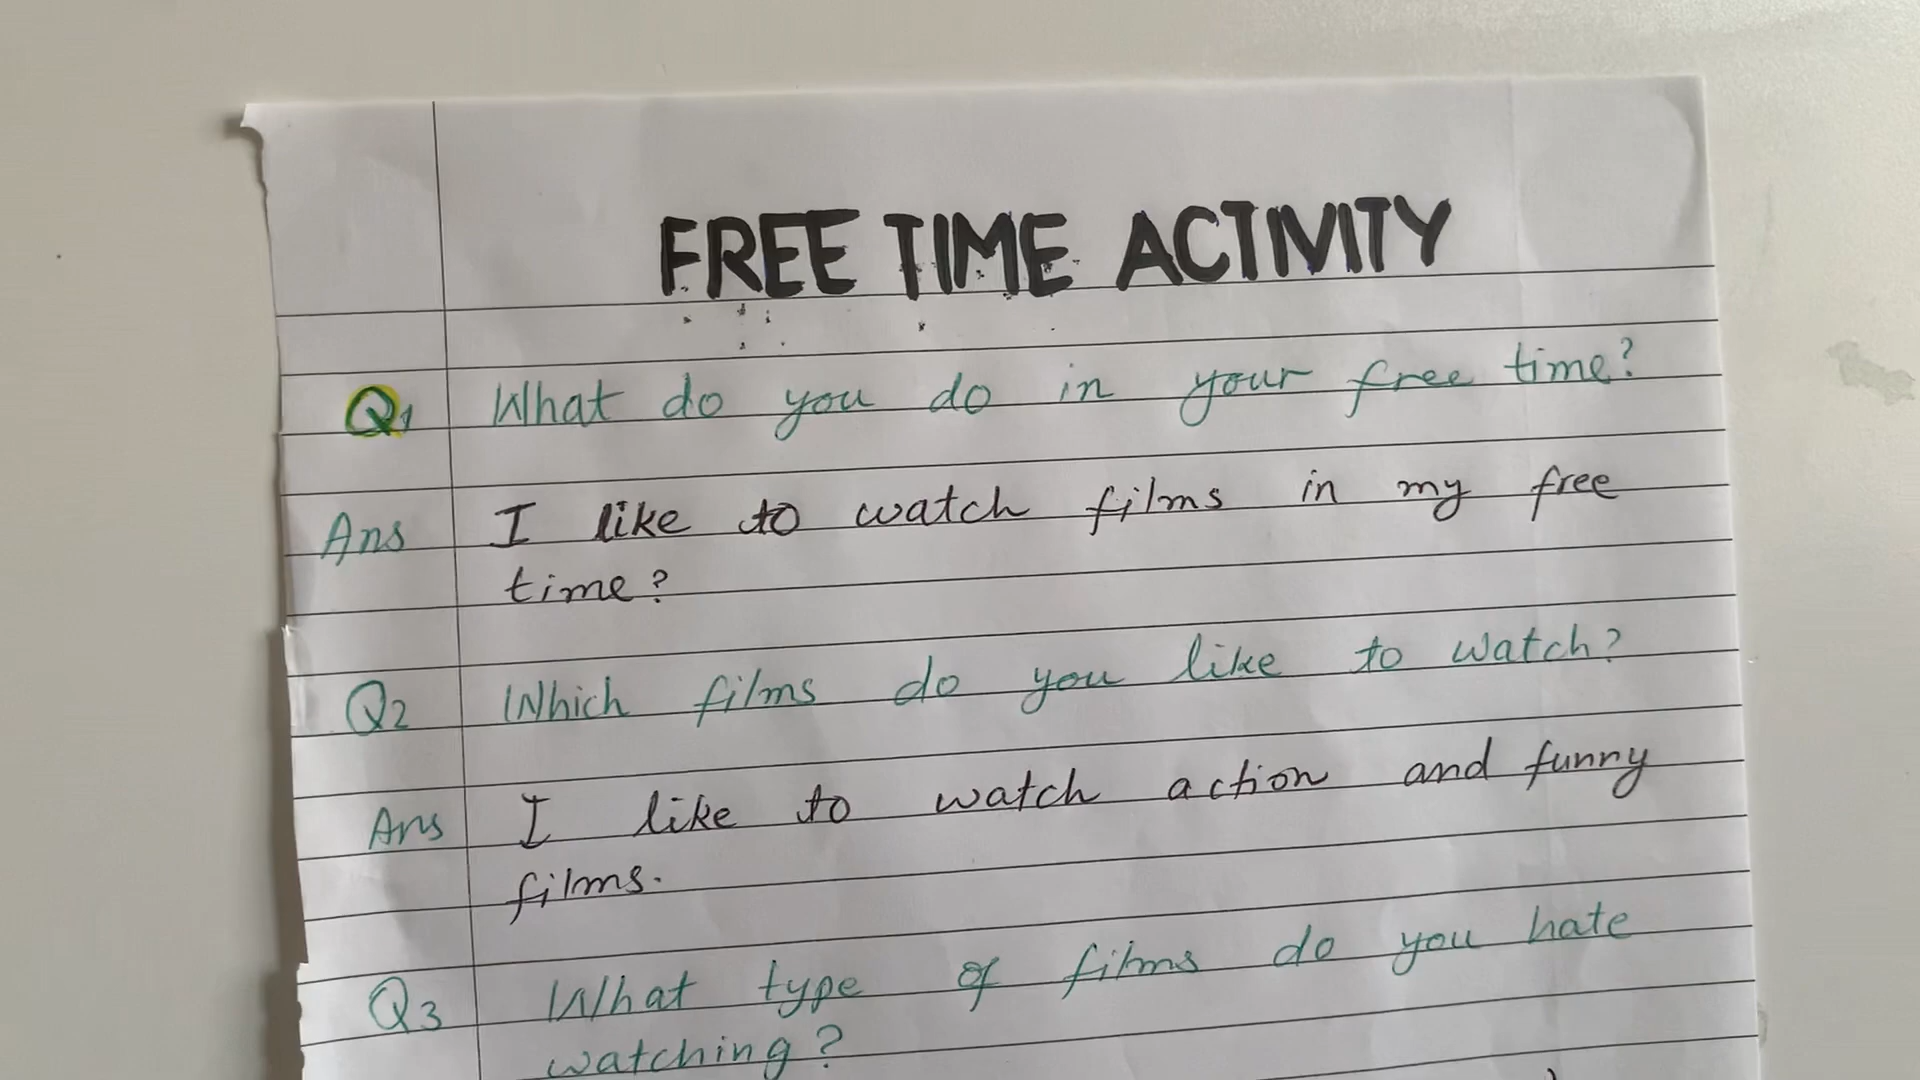 FREE TIME ACTIVITY
Q1 What do you do in your free time?
Ans I like to watch films in my free
time?
Q2 Which films do you like to watch?
Ans I like to watch action and funny
films.
Q3 What type of films do you hate
watching?